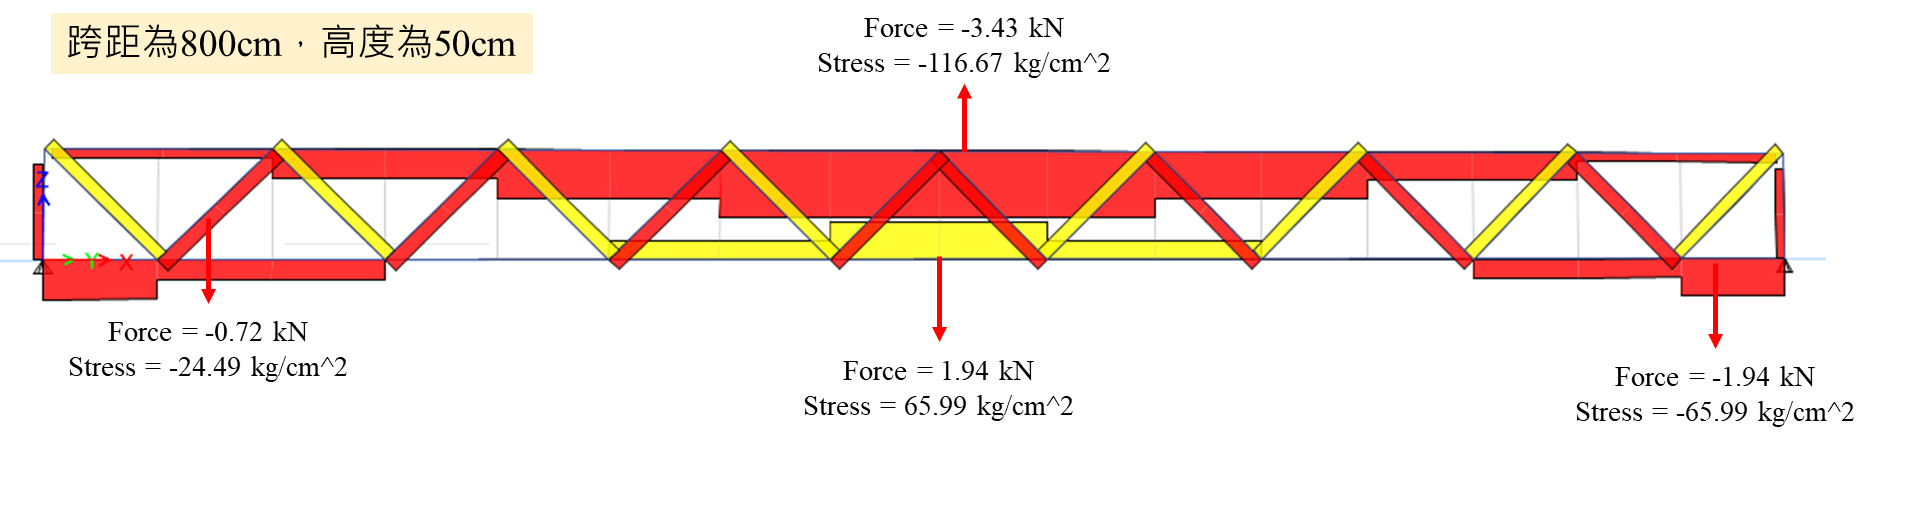 跨距為800cm，高度為50cm
Force = -3.43 kN
Stress = -116.67 kg/cm^2
Z
Y
X
Force = -0.72 kN
Stress = -24.49 kg/cm^2
Force = 1.94 kN
Stress = 65.99 kg/cm^2
Force = -1.94 kN
Stress = -65.99 kg/cm^2